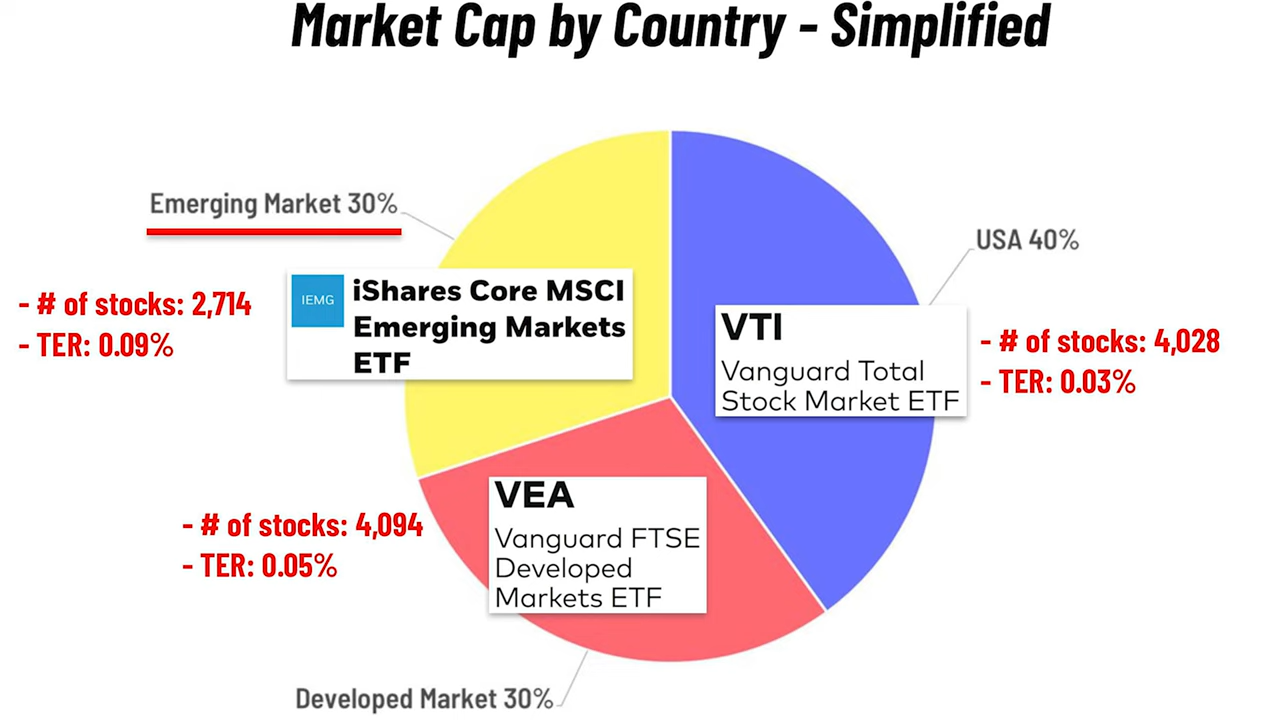 Market Cap by Country - Simplified
Emerging Market 30%
- # of stocks: 2,714
- TER: 0.09%
IEMG
iShares Core MSCI
Emerging Markets
ETF
USA 40%
VTI
Vanguard Total
Stock Market ETF
- # of stocks: 4,028
- TER: 0.03%
- # of stocks: 4,094
- TER: 0.05%
VEA
Vanguard FTSE
Developed
Markets ETF
Developed Market 30%